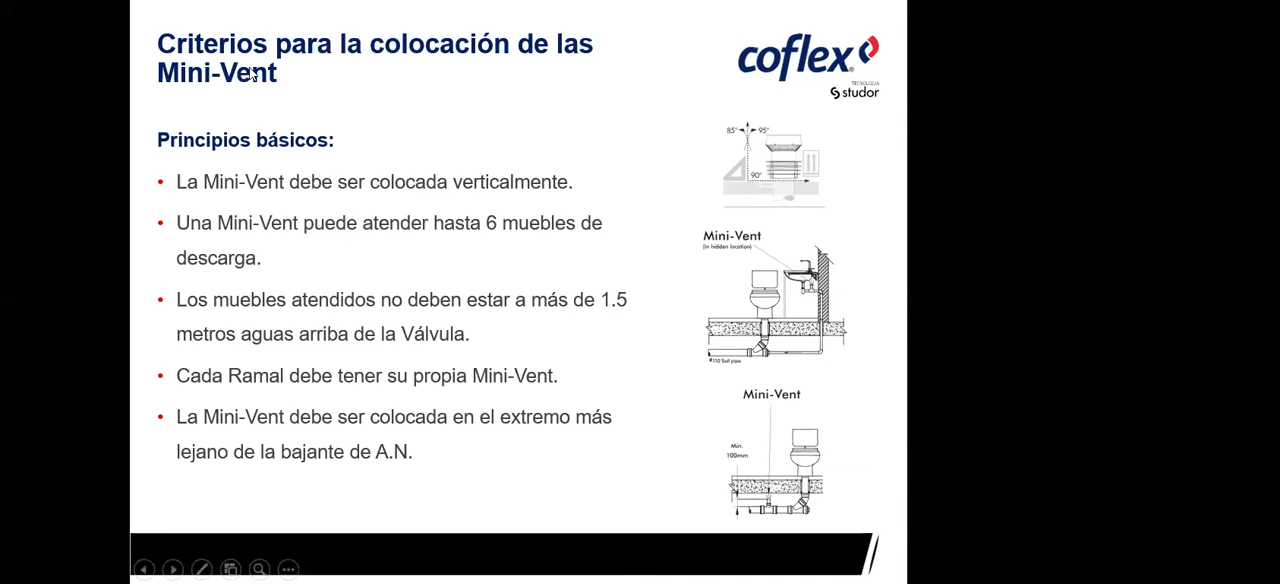 Criterios para la colocación de las
Mini-Vent
coflex
TECNOLOGÍA
studor
Principios básicos:
• La Mini-Vent debe ser colocada verticalmente.
• Una Mini-Vent puede atender hasta 6 muebles de
descarga.
• Los muebles atendidos no deben estar a más de 1.5
metros aguas arriba de la Válvula.
• Cada Ramal debe tener su propia Mini-Vent.
• La Mini-Vent debe ser colocada en el extremo más
lejano de la bajante de A.N.
85° 95°
90°
Mini-Vent
(In hidden location)
ø110 Soil pipe
Mini-Vent
Min.
100mm